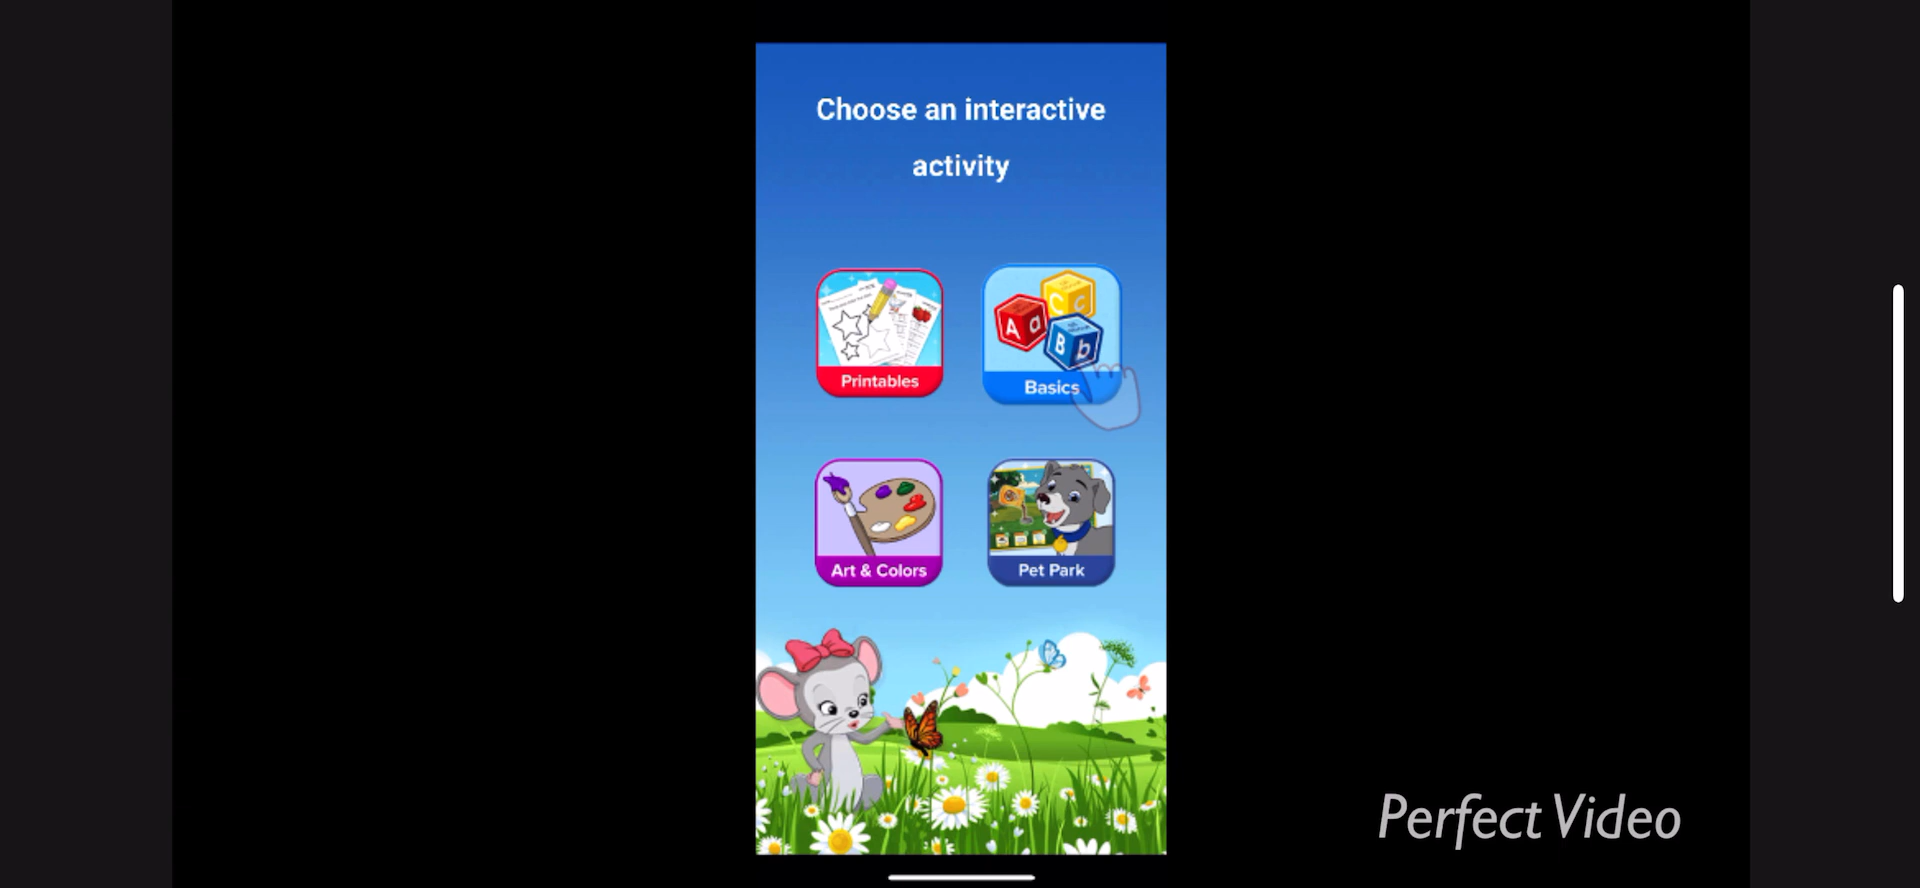 Choose an interactive
activity
Printables
A a
C c
B b
Basics
Art & Colors
Pet Park
Perfect Video